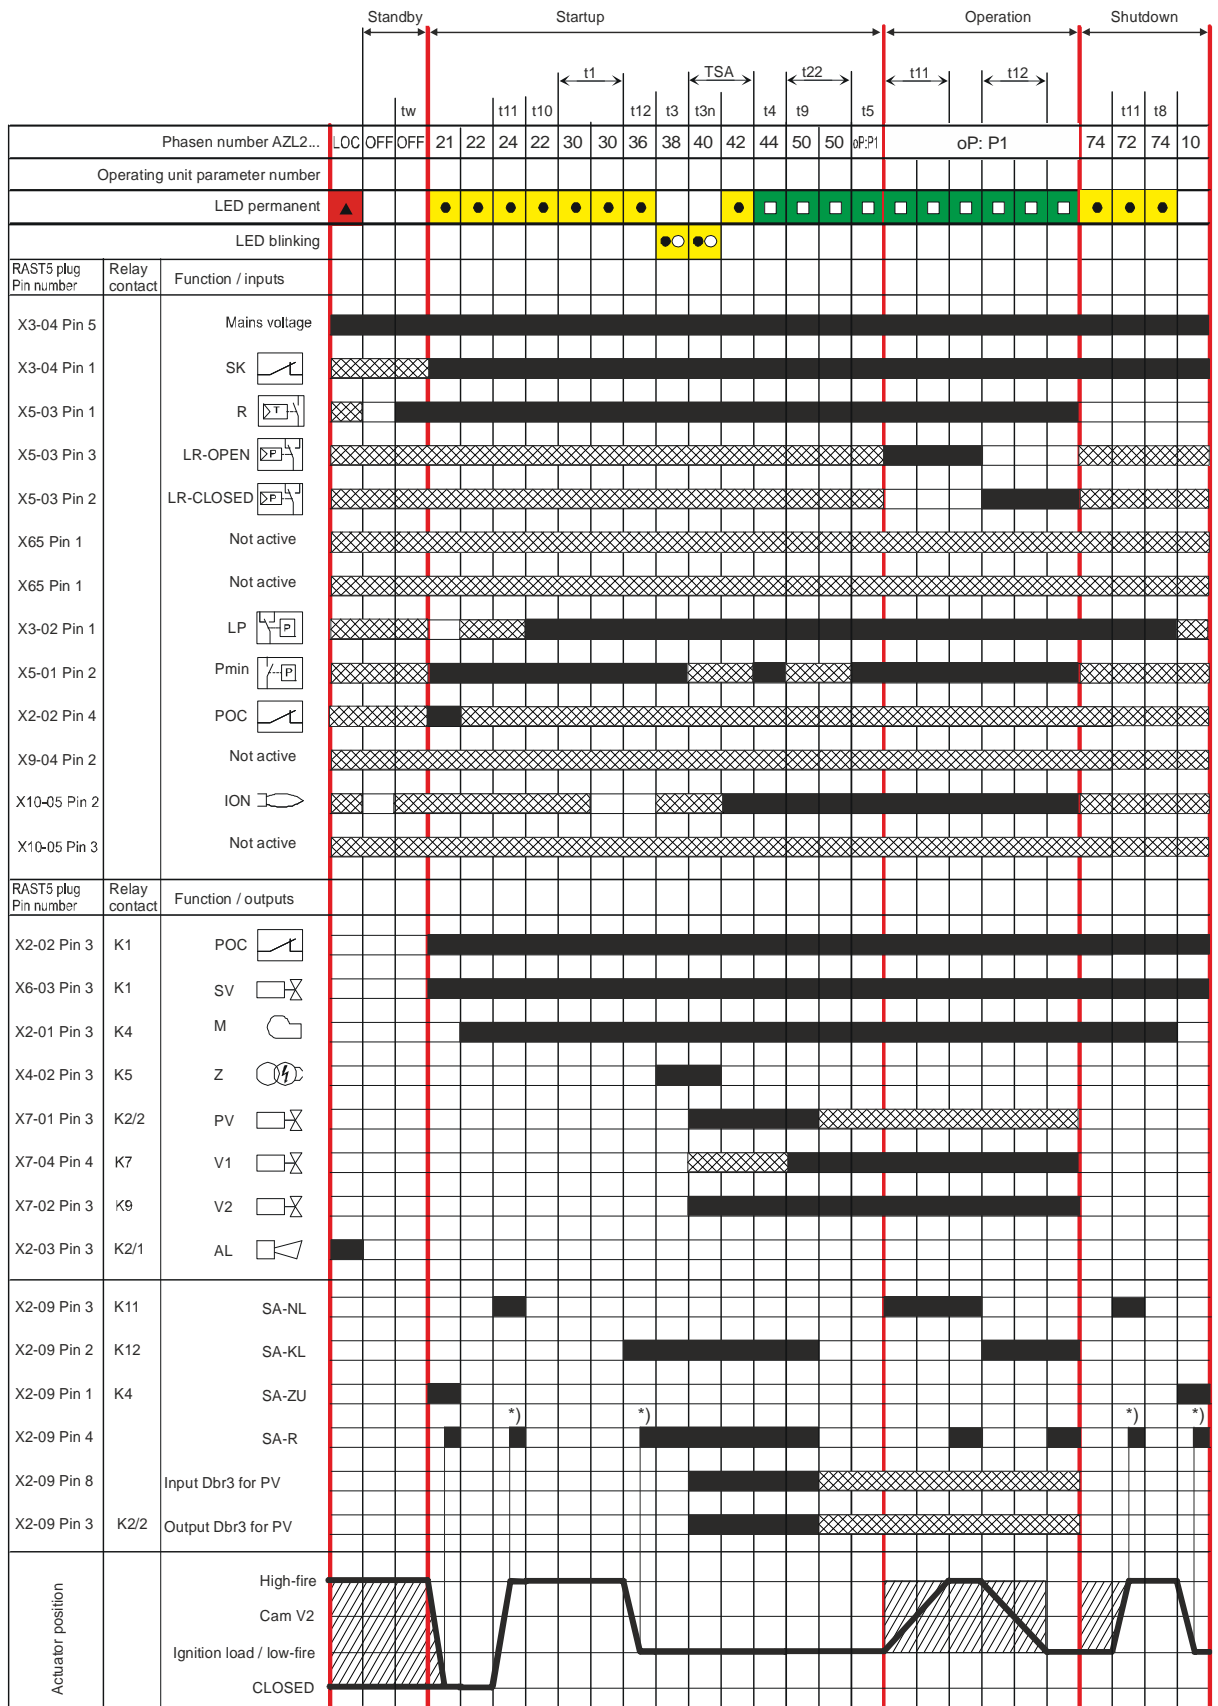 Standby Startup Operation Shutdown
t1 TSA t22 t11 t12
tw t11 t10 t12 t3 t3n t4 t9 t5 t11 t8
Phasen number AZL2... LOC OFF OFF 21 22 24 22 30 30 36 38 40 42 44 50 50 oP:P1 oP: P1 74 72 74 10
Operating unit parameter number
LED permanent
LED blinking
RAST5 plug Pin number Relay contact Function / inputs
X3-04 Pin 5 Mains voltage
X3-04 Pin 1 SK
X5-03 Pin 1 R T
X5-03 Pin 3 LR-OPEN P
X5-03 Pin 2 LR-CLOSED P
X65 Pin 1 Not active
X65 Pin 1 Not active
X3-02 Pin 1 LP P
X5-01 Pin 2 Pmin P
X2-02 Pin 4 POC
X9-04 Pin 2 Not active
X10-05 Pin 2 ION
X10-05 Pin 3 Not active
RAST5 plug Pin number Relay contact Function / outputs
X2-02 Pin 3 K1 POC
X6-03 Pin 3 K1 SV
X2-01 Pin 3 K4 M
X4-02 Pin 3 K5 Z
X7-01 Pin 3 K2/2 PV
X7-04 Pin 4 K7 V1
X7-02 Pin 3 K9 V2
X2-03 Pin 3 K2/1 AL
X2-09 Pin 3 K11 SA-NL
X2-09 Pin 2 K12 SA-KL
X2-09 Pin 1 K4 SA-ZU
*) *) *) *)
X2-09 Pin 4 SA-R
X2-09 Pin 8 Input Dbr3 for PV
X2-09 Pin 3 K2/2 Output Dbr3 for PV
Actuator position
High-fire
Cam V2
Ignition load / low-fire
CLOSED